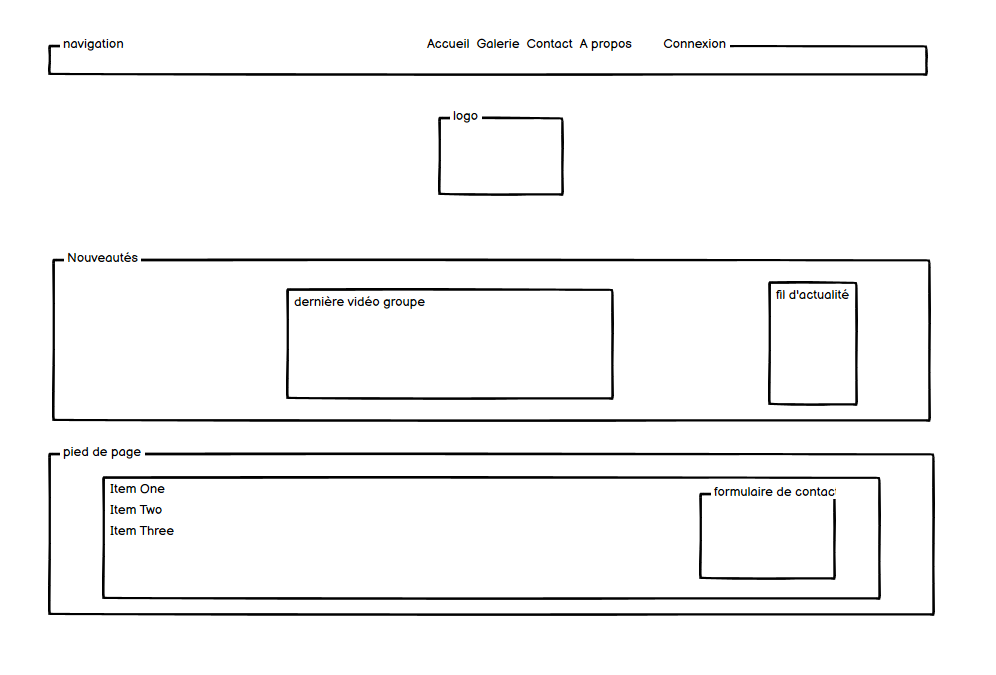 navigation Accueil Galerie Contact A propos Connexion
logo
Nouveautés
dernière vidéo groupe
fil d'actualité
pied de page
Item One
Item Two
Item Three
formulaire de contac